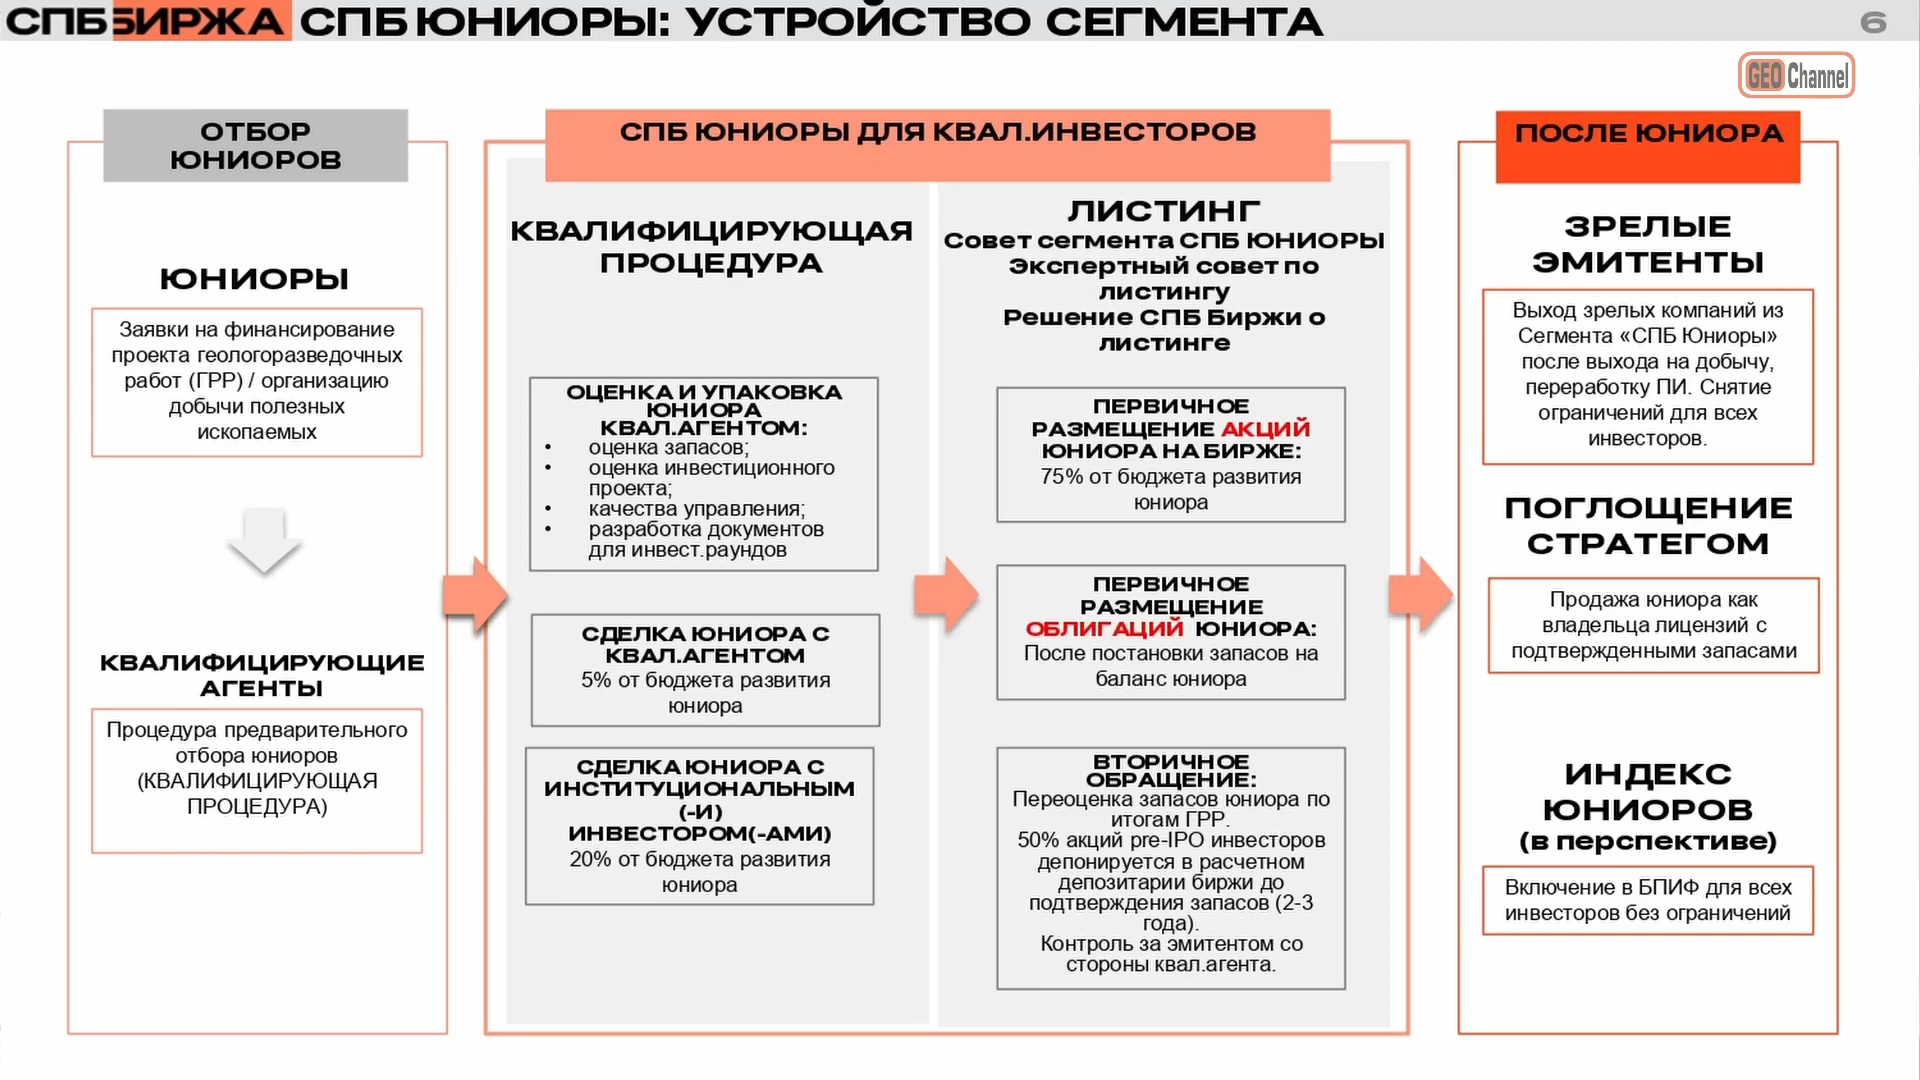 СПББИРЖА СПБ ЮНИОРЫ: УСТРОЙСТВО СЕГМЕНТА
6
GEO Channel
ОТБОР
ЮНИОРОВ
ЮНИОРЫ
Заявки на финансирование
проекта геологоразведочных
работ (ГРР) / организацию
добычи полезных
ископаемых
КВАЛИФИЦИРУЮЩИЕ
АГЕНТЫ
Процедура предварительного
отбора юниоров
(КВАЛИФИЦИРУЮЩАЯ
ПРОЦЕДУРА)
СПБ ЮНИОРЫ ДЛЯ КВАЛ.ИНВЕСТОРОВ
КВАЛИФИЦИРУЮЩАЯ
ПРОЦЕДУРА
ОЦЕНКА И УПАКОВКА
ЮНИОРА
КВАЛ.АГЕНТОМ:
• оценка запасов;
• оценка инвестиционного
проекта;
• качества управления;
• разработка документов
для инвест.раундов
СДЕЛКА ЮНИОРА С
КВАЛ.АГЕНТОМ
5% от бюджета развития
юниора
СДЕЛКА ЮНИОРА С
ИНСТИТУЦИОНАЛЬНЫМ
(-И)
ИНВЕСТОРОМ(-АМИ)
20% от бюджета развития
юниора
ЛИСТИНГ
Совет сегмента СПБ ЮНИОРЫ
Экспертный совет по
листингу
Решение СПБ Биржи о
листинге
ПЕРВИЧНОЕ
РАЗМЕЩЕНИЕ АКЦИЙ
ЮНИОРА НА БИРЖЕ:
75% от бюджета развития
юниора
ПЕРВИЧНОЕ
РАЗМЕЩЕНИЕ
ОБЛИГАЦИЙ ЮНИОРА:
После постановки запасов на
баланс юниора
ВТОРИЧНОЕ
ОБРАЩЕНИЕ:
Переоценка запасов юниора по
итогам ГРР.
50% акций pre-IPO инвесторов
депонируется в расчетном
депозитарии биржи до
подтверждения запасов (2-3
года).
Контроль за эмитентом со
стороны квал.агента.
ПОСЛЕ ЮНИОРА
ЗРЕЛЫЕ
ЭМИТЕНТЫ
Выход зрелых компаний из
Сегмента «СПБ Юниоры»
после выхода на добычу,
переработку ПИ. Снятие
ограничений для всех
инвесторов.
ПОГЛОЩЕНИЕ
СТРАТЕГОМ
Продажа юниора как
владельца лицензий с
подтвержденными запасами
ИНДЕКС
ЮНИОРОВ
(в перспективе)
Включение в БПИФ для всех
инвесторов без ограничений